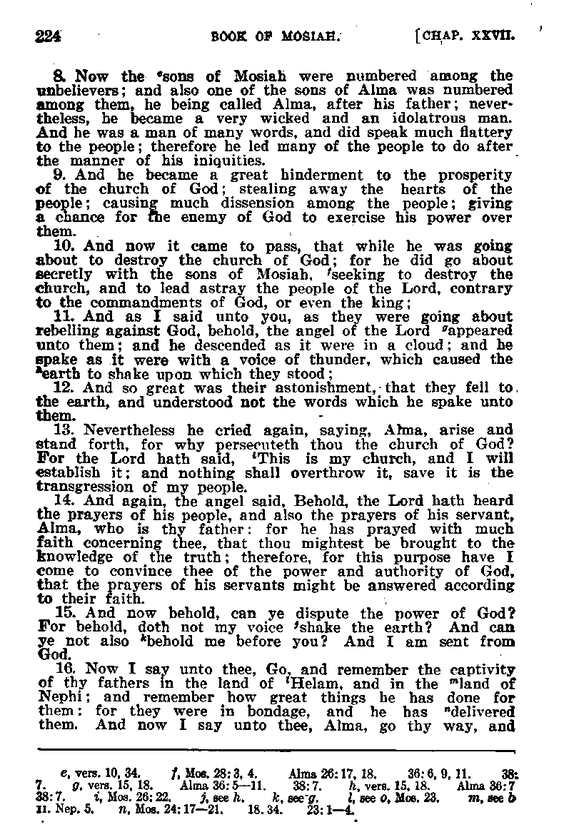 224 BOOK OF MOSIAH. [CHAP. XXVII.
8. Now the ᵉsons of Mosiah were numbered among the
unbelievers; and also one of the sons of Alma was numbered
among them, he being called Alma, after his father; never-
theless, he became a very wicked and an idolatrous man.
And he was a man of many words, and did speak much flattery
to the people; therefore he led many of the people to do after
the manner of his iniquities.
9. And he became a great hinderment to the prosperity
of the church of God; stealing away the hearts of the
people; causing much dissension among the people; giving
a chance for the enemy of God to exercise his power over
them.
10. And now it came to pass, that while he was going
about to destroy the church of God; for he did go about
secretly with the sons of Mosiah, ᶠseeking to destroy the
church, and to lead astray the people of the Lord, contrary
to the commandments of God, or even the king;
11. And as I said unto you, as they were going about
rebelling against God, behold, the angel of the Lord ᵍappeared
unto them; and he descended as it were in a cloud; and he
spake as it were with a voice of thunder, which caused the
ʰearth to shake upon which they stood;
12. And so great was their astonishment, that they fell to
the earth, and understood not the words which he spake unto
them.
13. Nevertheless he cried again, saying, Alma, arise and
stand forth, for why persecuteth thou the church of God?
For the Lord hath said, ⁱThis is my church, and I will
establish it; and nothing shall overthrow it, save it is the
transgression of my people.
14. And again, the angel said, Behold, the Lord hath heard
the prayers of his people, and also the prayers of his servant,
Alma, who is thy father: for he has prayed with much
faith concerning thee, that thou mightest be brought to the
knowledge of the truth; therefore, for this purpose have I
come to convince thee of the power and authority of God,
that the prayers of his servants might be answered according
to their faith.
15. And now behold, can ye dispute the power of God?
For behold, doth not my voice ʲshake the earth? And can
ye not also ᵏbehold me before you? And I am sent from
God.
16. Now I say unto thee, Go, and remember the captivity
of thy fathers in the land of ˡHelam, and in the ᵐland of
Nephi; and remember how great things he has done for
them: for they were in bondage, and he has ⁿdelivered
them. And now I say unto thee, Alma, go thy way, and
e, vers. 10, 34. f, Mos. 28:3, 4. Alma 26:17, 18. 36:6, 9, 11. 38:
7. g, vers. 15, 18. Alma 36:5—11. 38:7. h, vers. 15, 18. Alma 36:7
38:7. i, Mos. 26:22. j, see h. k, see g. l, see o, Mos. 23. m, see b
II. Nep. 5. n, Mos. 24:17—21. 18. 34. 23:1—4.